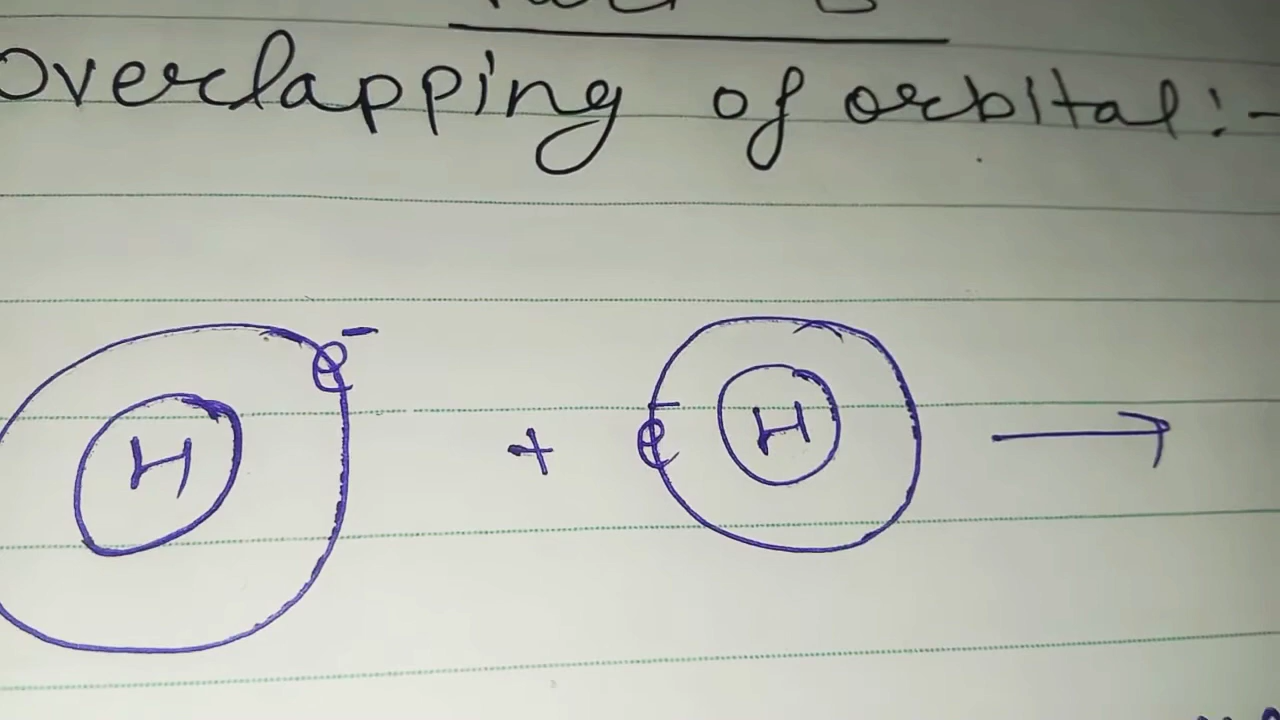 Overlapping of orbital:-
H e- + e- H →